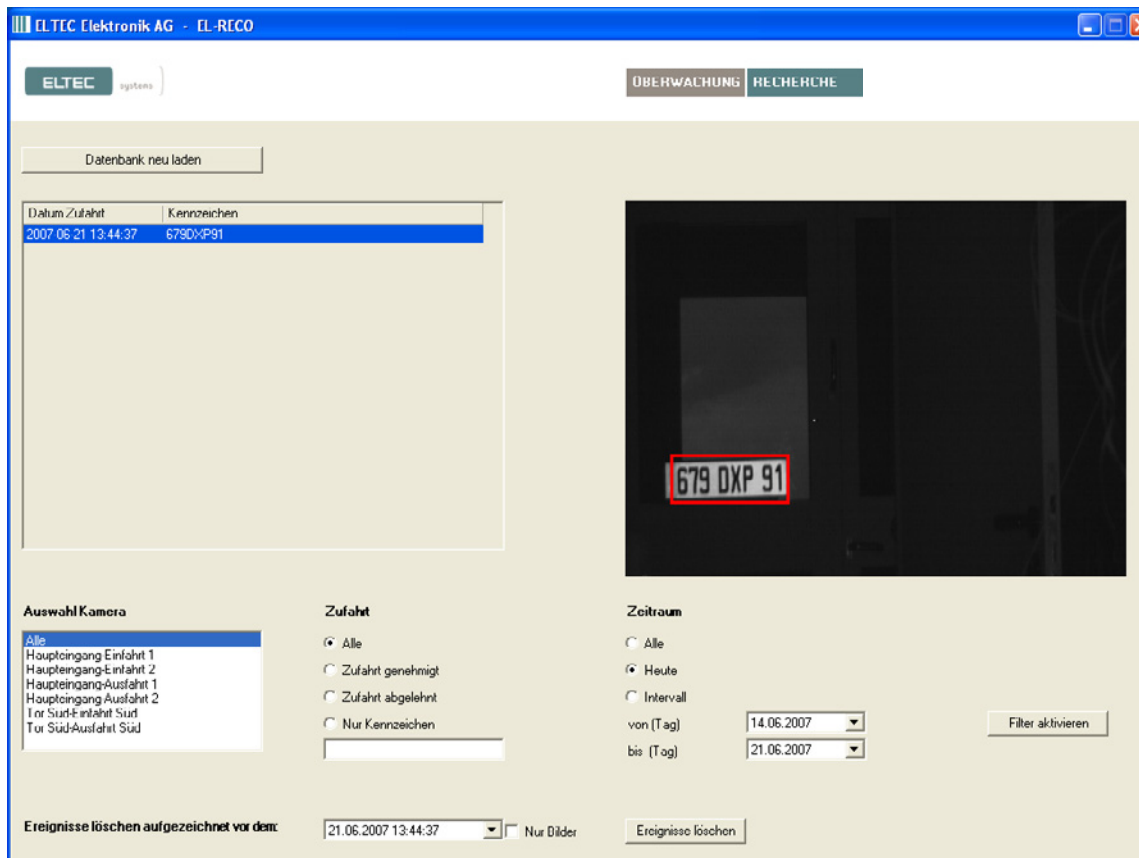 ELTEC Elektronik AG - EL-RECO
ELTEC systems
ÜBERWACHUNG RECHERCHE
Datenbank neu laden
Datum Zufahrt Kennzeichen
2007 06 21 13:44:37 679DXP91
679 DXP 91
Auswahl Kamera
Alle
Haupteingang Einfahrt 1
Haupteingang-Einfahrt 2
Haupteingang-Ausfahrt 1
Haupteingang Ausfahrt 2
Tor Süd-Einfahrt Süd
Tor Süd-Ausfahrt Süd
Zufahrt
Alle
Zufahrt genehmigt
Zufahrt abgelehnt
Nur Kennzeichen
Zeitraum
Alle
Heute
Intervall
von (Tag) 14.06.2007
bis (Tag) 21.06.2007
Filter aktivieren
Ereignisse löschen aufgezeichnet vor dem: 21.06.2007 13:44:37 Nur Bilder Ereignisse löschen